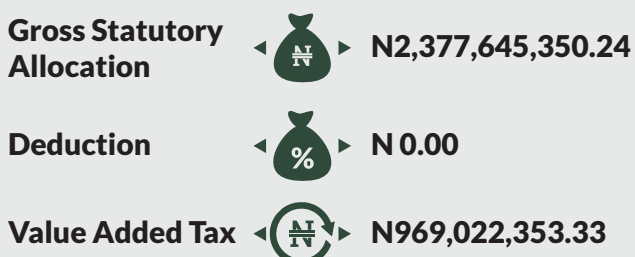 Gross Statutory
Allocation
₦
N2,377,645,350.24
Deduction
%
N 0.00
Value Added Tax
₦
N969,022,353.33